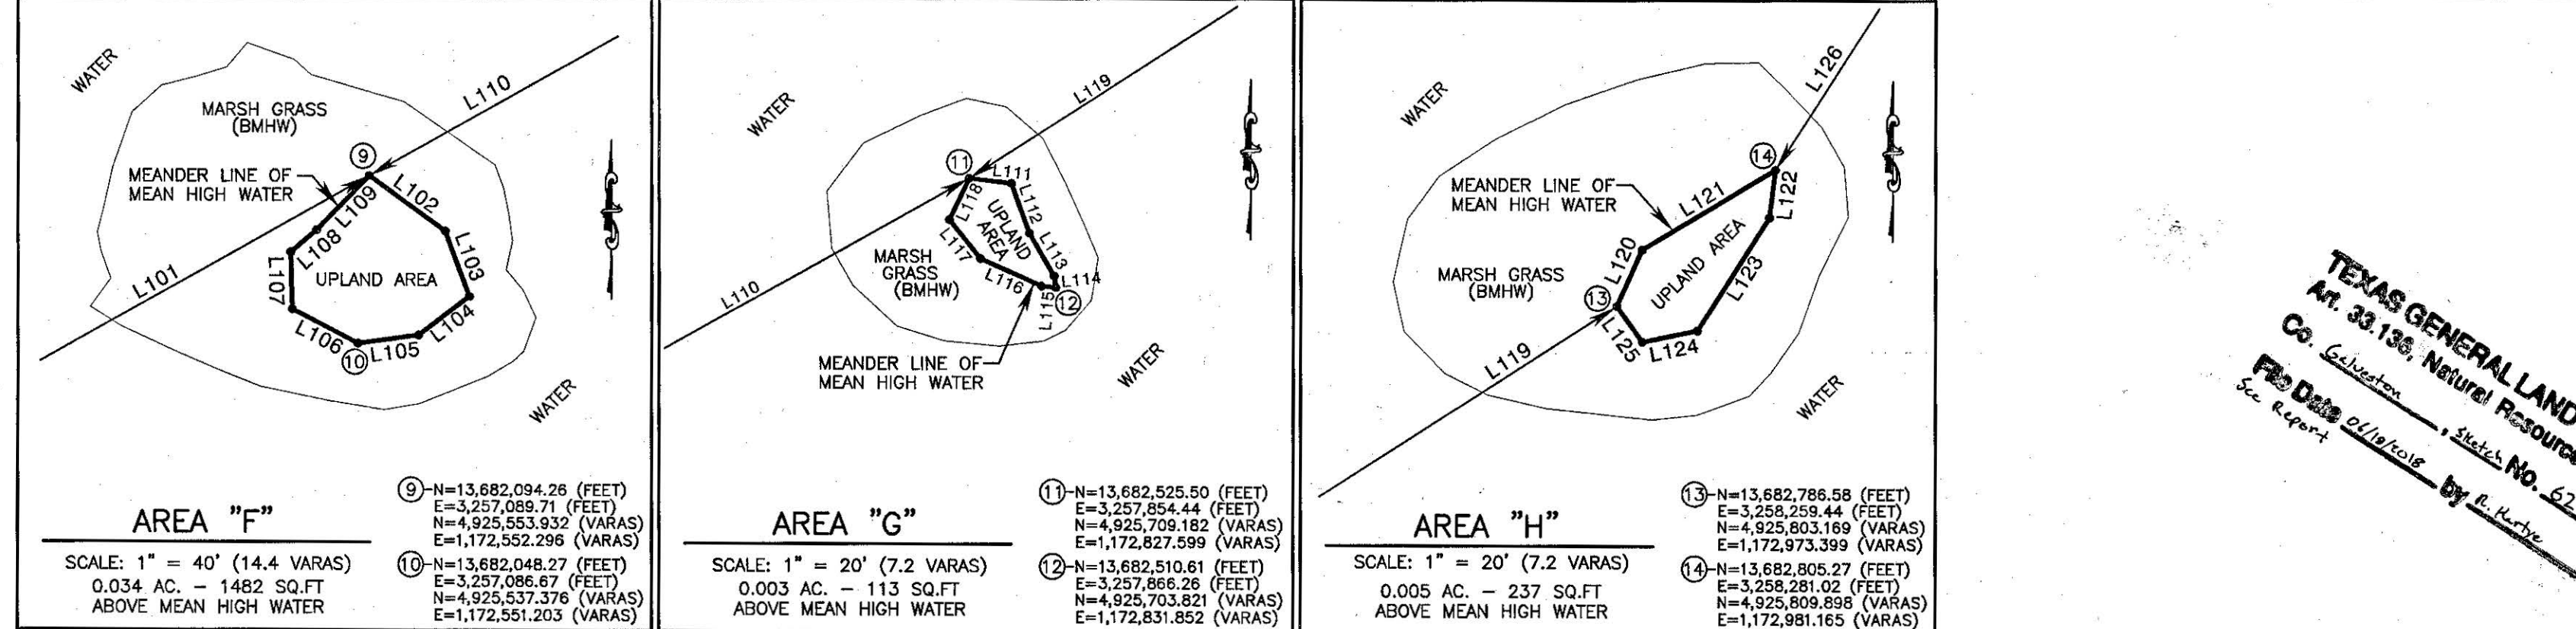 WATER
MARSH GRASS
(BMHW)
L110
9
MEANDER LINE OF
MEAN HIGH WATER
L109
L102
L108
L103
L107
UPLAND AREA
L101
L104
L106
L105
10
WATER
AREA "F"
SCALE: 1" = 40' (14.4 VARAS)
0.034 AC. - 1482 SQ.FT
ABOVE MEAN HIGH WATER
9 N=13,682,094.26 (FEET)
E=3,257,089.71 (FEET)
N=4,925,553.932 (VARAS)
E=1,172,552.296 (VARAS)
10 N=13,682,048.27 (FEET)
E=3,257,086.67 (FEET)
N=4,925,537.376 (VARAS)
E=1,172,551.203 (VARAS)
WATER
L119
11
L111
L118
L112
UPLAND
AREA
L117
L113
MARSH
GRASS
(BMHW)
L116
L114
L115
12
L110
MEANDER LINE OF
MEAN HIGH WATER
WATER
AREA "G"
SCALE: 1" = 20' (7.2 VARAS)
0.003 AC. - 113 SQ.FT
ABOVE MEAN HIGH WATER
11 N=13,682,525.50 (FEET)
E=3,257,854.44 (FEET)
N=4,925,709.182 (VARAS)
E=1,172,827.599 (VARAS)
12 N=13,682,510.61 (FEET)
E=3,257,866.26 (FEET)
N=4,925,703.821 (VARAS)
E=1,172,831.852 (VARAS)
WATER
L126
14
MEANDER LINE OF
MEAN HIGH WATER
L121
L122
L120
UPLAND AREA
MARSH GRASS
(BMHW)
L123
13
L125
L124
L119
WATER
AREA "H"
SCALE: 1" = 20' (7.2 VARAS)
0.005 AC. - 237 SQ.FT
ABOVE MEAN HIGH WATER
13 N=13,682,786.58 (FEET)
E=3,258,259.44 (FEET)
N=4,925,803.169 (VARAS)
E=1,172,973.399 (VARAS)
14 N=13,682,805.27 (FEET)
E=3,258,281.02 (FEET)
N=4,925,809.898 (VARAS)
E=1,172,981.165 (VARAS)
TEXAS GENERAL LAND
Art. 33.136, Natural
Co. Galveston, Sketch No. 62
File Date 06/19/2018 by
See Report